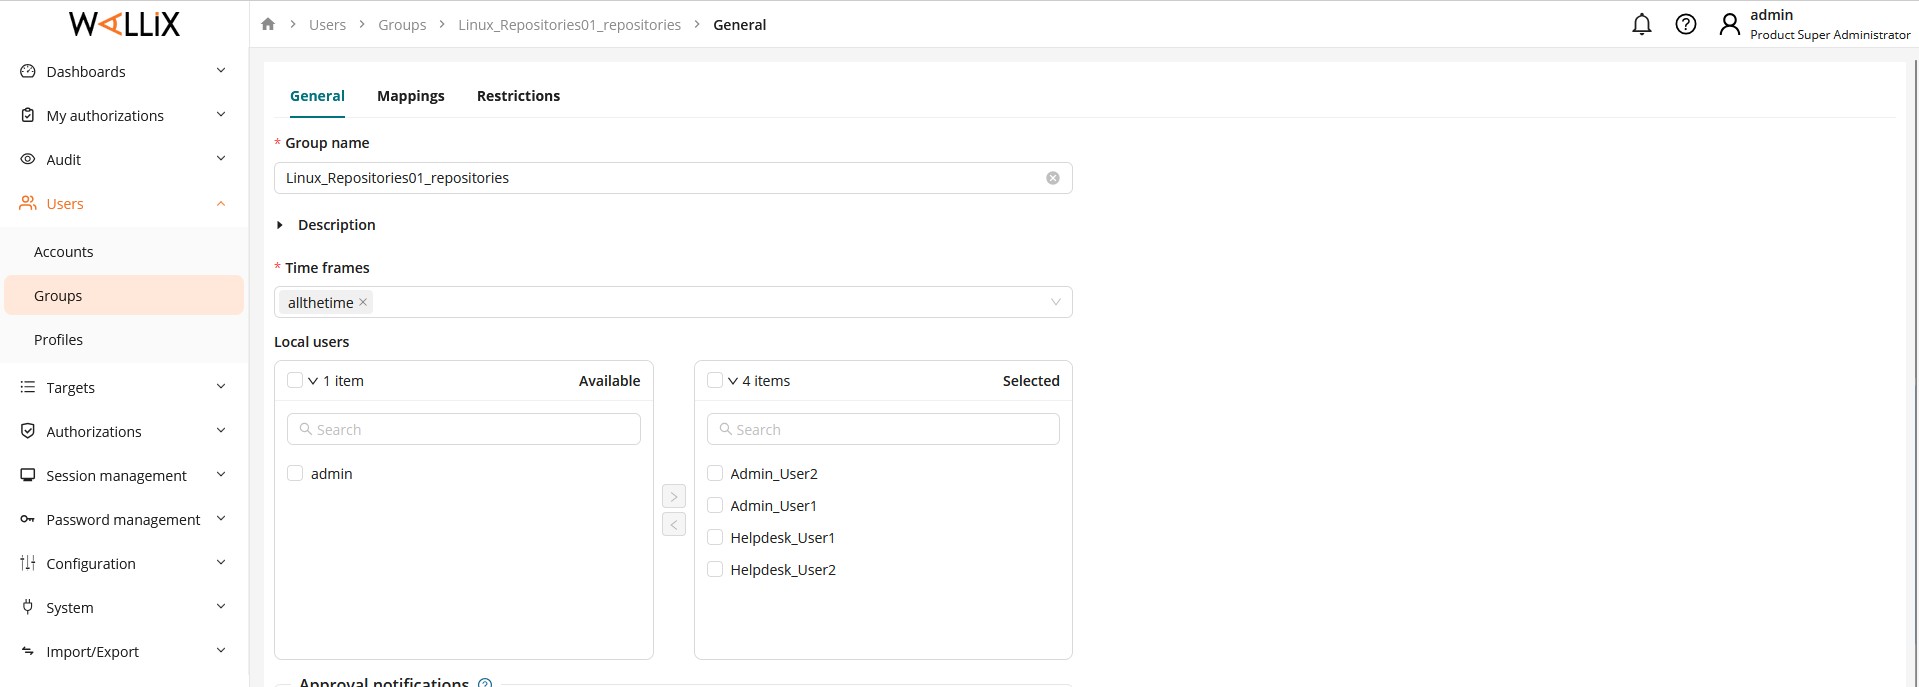 WALLIX
Users > Groups > Linux_Repositories01_repositories > General
admin
Product Super Administrator
Dashboards
My authorizations
Audit
Users
Accounts
Groups
Profiles
Targets
Authorizations
Session management
Password management
Configuration
System
Import/Export
General Mappings Restrictions
* Group name
Linux_Repositories01_repositories
Description
* Time frames
allthetime
Local users
1 item Available
Search
admin
4 items Selected
Search
Admin_User2
Admin_User1
Helpdesk_User1
Helpdesk_User2
Approval notifications